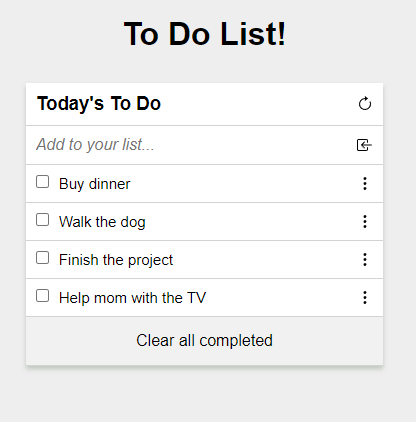 To Do List!
Today's To Do
Add to your list...
Buy dinner
Walk the dog
Finish the project
Help mom with the TV
Clear all completed